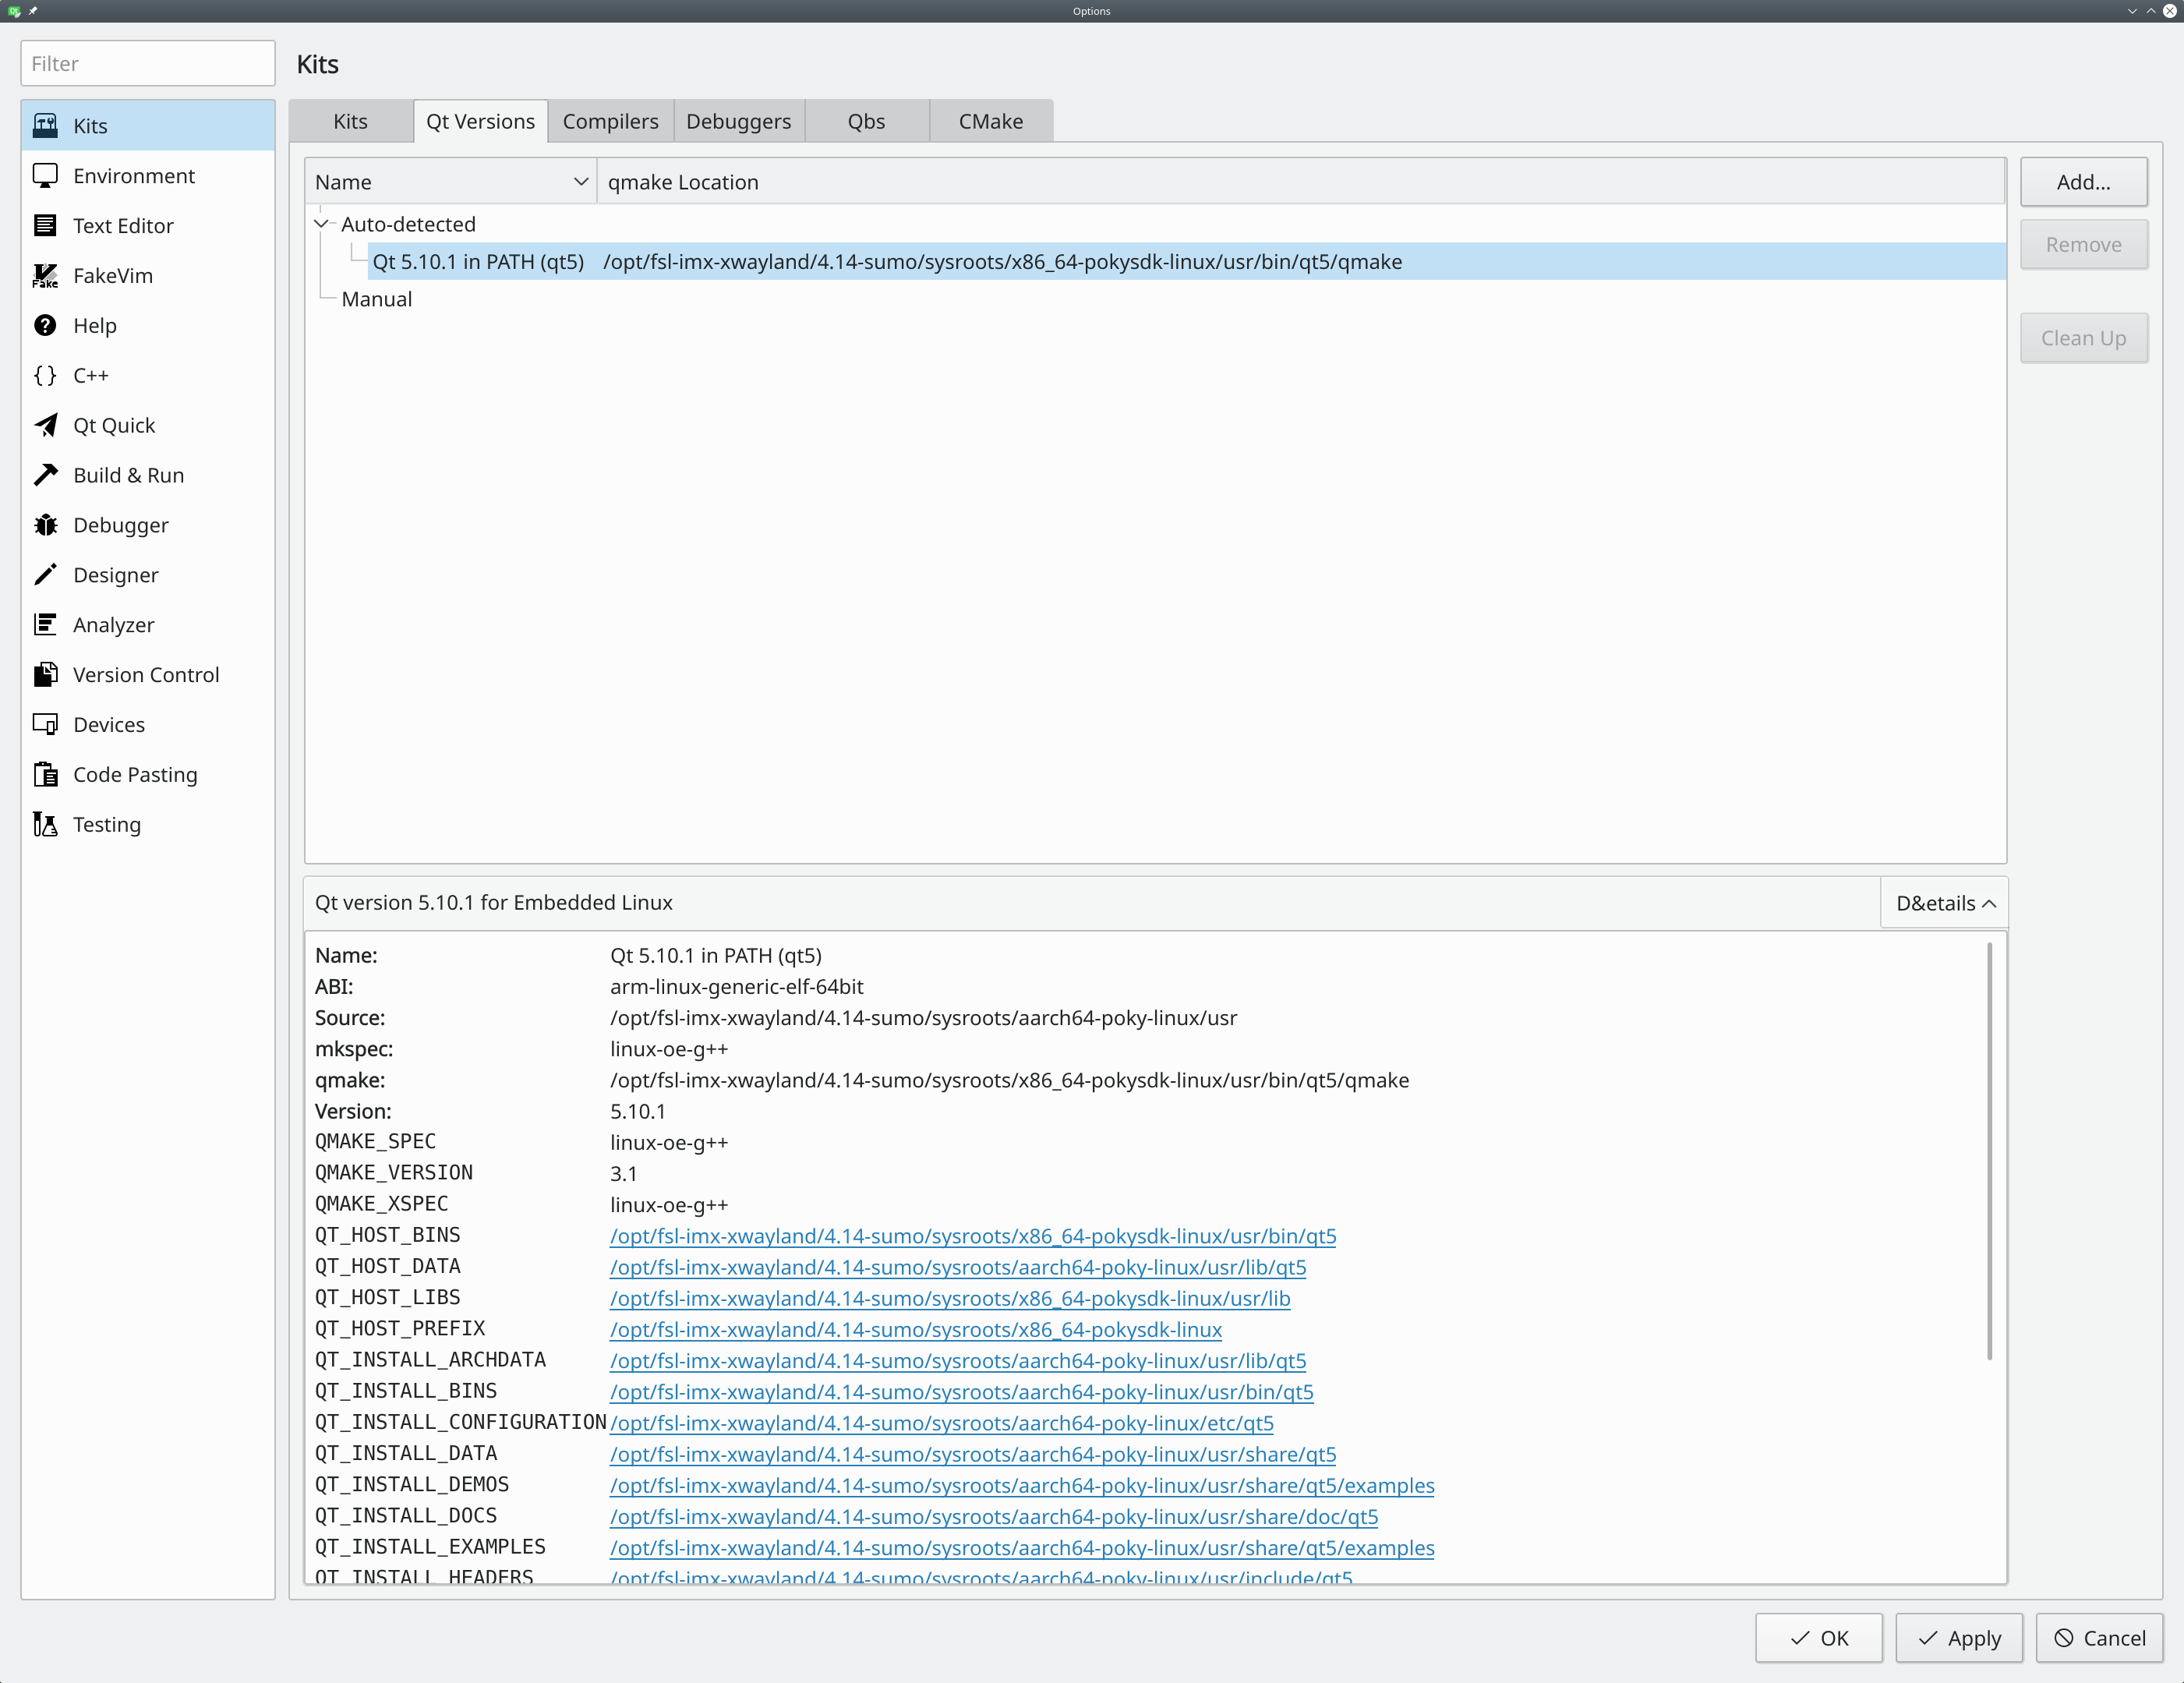 Options
Filter
Kits
Kits
Environment
Text Editor
FakeVim
Help
C++
Qt Quick
Build & Run
Debugger
Designer
Analyzer
Version Control
Devices
Code Pasting
Testing
Kits Qt Versions Compilers Debuggers Qbs CMake
Name qmake Location
Auto-detected
Qt 5.10.1 in PATH (qt5) /opt/fsl-imx-xwayland/4.14-sumo/sysroots/x86_64-pokysdk-linux/usr/bin/qt5/qmake
Manual
Add...
Remove
Clean Up
Qt version 5.10.1 for Embedded Linux D&etails
Name: Qt 5.10.1 in PATH (qt5)
ABI: arm-linux-generic-elf-64bit
Source: /opt/fsl-imx-xwayland/4.14-sumo/sysroots/aarch64-poky-linux/usr
mkspec: linux-oe-g++
qmake: /opt/fsl-imx-xwayland/4.14-sumo/sysroots/x86_64-pokysdk-linux/usr/bin/qt5/qmake
Version: 5.10.1
QMAKE_SPEC linux-oe-g++
QMAKE_VERSION 3.1
QMAKE_XSPEC linux-oe-g++
QT_HOST_BINS /opt/fsl-imx-xwayland/4.14-sumo/sysroots/x86_64-pokysdk-linux/usr/bin/qt5
QT_HOST_DATA /opt/fsl-imx-xwayland/4.14-sumo/sysroots/aarch64-poky-linux/usr/lib/qt5
QT_HOST_LIBS /opt/fsl-imx-xwayland/4.14-sumo/sysroots/x86_64-pokysdk-linux/usr/lib
QT_HOST_PREFIX /opt/fsl-imx-xwayland/4.14-sumo/sysroots/x86_64-pokysdk-linux
QT_INSTALL_ARCHDATA /opt/fsl-imx-xwayland/4.14-sumo/sysroots/aarch64-poky-linux/usr/lib/qt5
QT_INSTALL_BINS /opt/fsl-imx-xwayland/4.14-sumo/sysroots/aarch64-poky-linux/usr/bin/qt5
QT_INSTALL_CONFIGURATION /opt/fsl-imx-xwayland/4.14-sumo/sysroots/aarch64-poky-linux/etc/qt5
QT_INSTALL_DATA /opt/fsl-imx-xwayland/4.14-sumo/sysroots/aarch64-poky-linux/usr/share/qt5
QT_INSTALL_DEMOS /opt/fsl-imx-xwayland/4.14-sumo/sysroots/aarch64-poky-linux/usr/share/qt5/examples
QT_INSTALL_DOCS /opt/fsl-imx-xwayland/4.14-sumo/sysroots/aarch64-poky-linux/usr/share/doc/qt5
QT_INSTALL_EXAMPLES /opt/fsl-imx-xwayland/4.14-sumo/sysroots/aarch64-poky-linux/usr/share/qt5/examples
QT_INSTALL_HEADERS /opt/fsl-imx-xwayland/4.14-sumo/sysroots/aarch64-poky-linux/usr/include/qt5
OK Apply Cancel